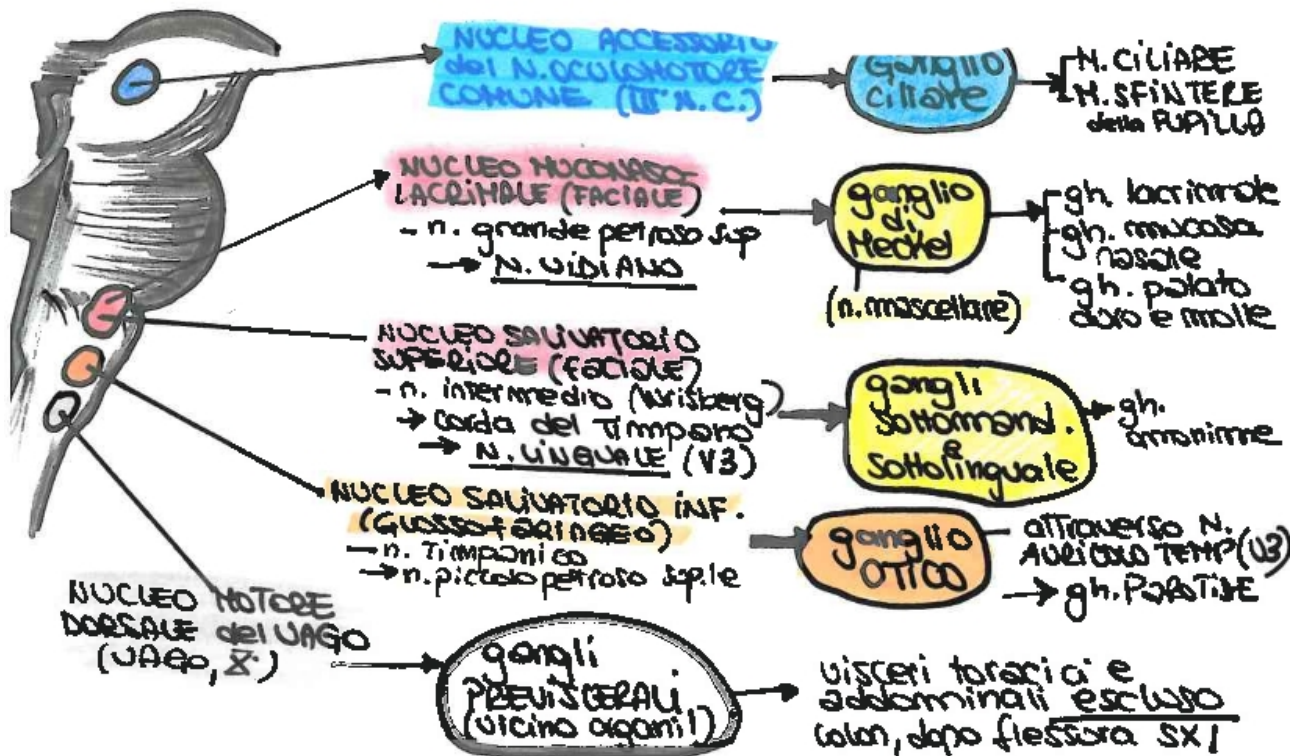 NUCLEO ACCESSORIO
del N.OCULOMOTORE
COMUNE (III° N.C.)
Ganglio
Ciliare
M. CILIARE
M. SFINTERE
della PUPILLA
NUCLEO MUCONASO-
LACRIMALE (FACIALE)
- n. grande petroso sup
→ N. VIDIANO
ganglio
di
Meckel
(n. mascellare)
gh. lacrimale
gh. mucosa
nasale
gh. palato
duro e molle
NUCLEO SALIVATORIO
SUPERIORE (FACIALE)
- n. intermedio (Wrisberg)
→ corda del Timpano
→ N. LINGUALE (V3)
gangli
sottomand.
e
sottolinguale
gh.
omonime
NUCLEO SALIVATORIO INF.
(GLOSSOFARINGEO)
- n. Timpanico
→ n. piccolo petroso sup.le
ganglio
OTICO
attraverso N.
AURICOLO TEMP (V3)
→ gh. PAROTIDE
NUCLEO MOTORE
DORSALE del VAGO
(VAGO, X°)
gangli
PREVISCERALI
(vicino organi!)
visceri toracici e
addominali escluso
colon, dopo flessura SX!